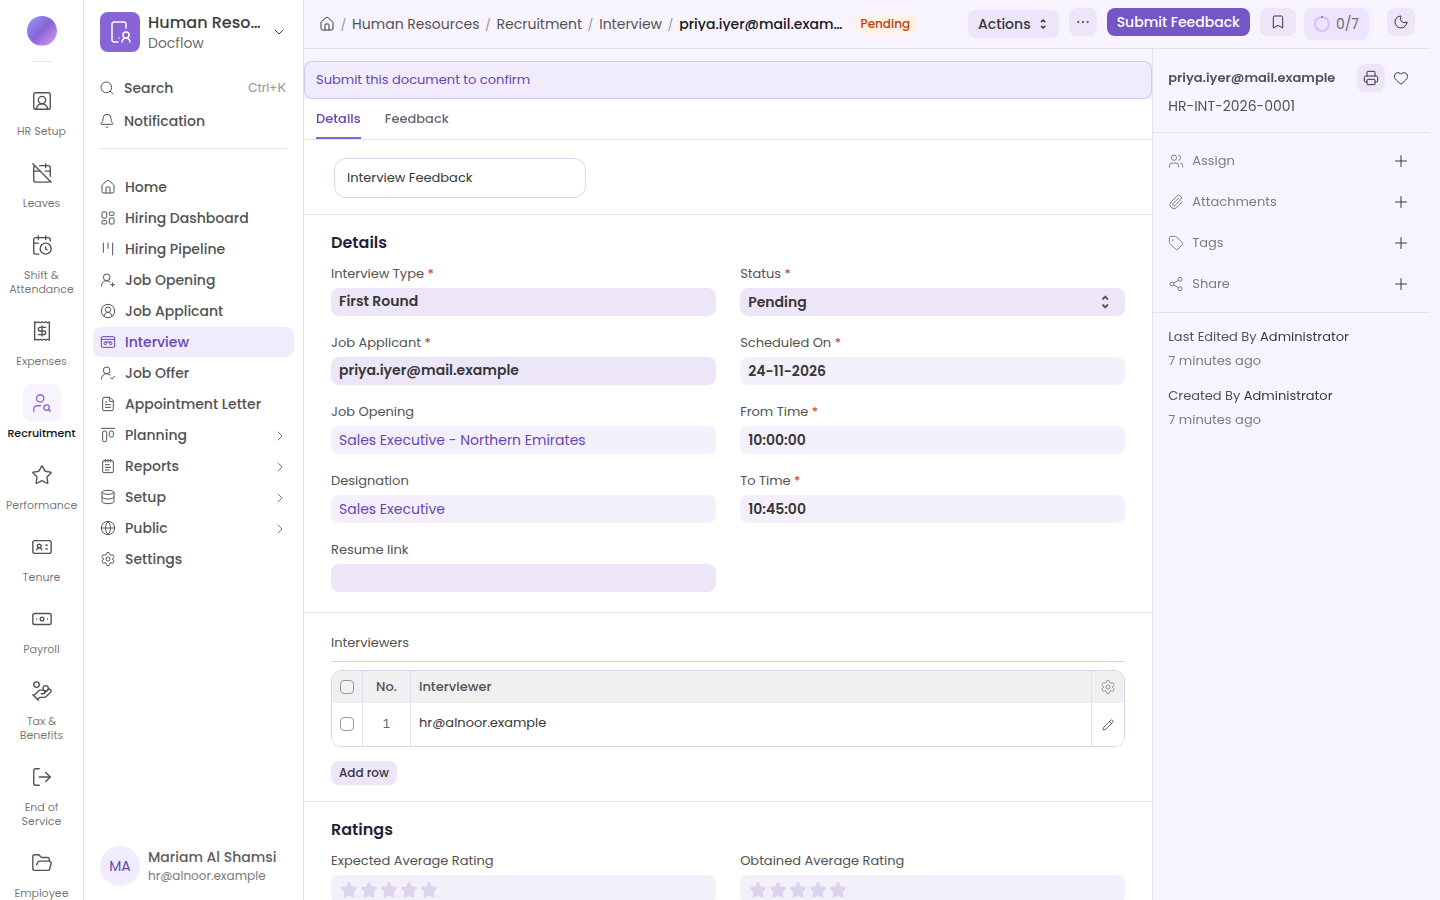 HR Setup
Leaves
Shift &
Attendance
Expenses
Recruitment
Performance
Tenure
Payroll
Tax &
Benefits
End of
Service
Employee
Human Reso...
Docflow
Search Ctrl+K
Notification
Home
Hiring Dashboard
Hiring Pipeline
Job Opening
Job Applicant
Interview
Job Offer
Appointment Letter
Planning
Reports
Setup
Public
Settings
MA
Mariam Al Shamsi
hr@alnoor.example
/ Human Resources / Recruitment / Interview / priya.iyer@mail.exam... Pending
Actions
Submit Feedback
0/7
Submit this document to confirm
Details Feedback
Interview Feedback
Details
Interview Type *
First Round
Status *
Pending
Job Applicant *
priya.iyer@mail.example
Scheduled On *
24-11-2026
Job Opening
Sales Executive - Northern Emirates
From Time *
10:00:00
Designation
Sales Executive
To Time *
10:45:00
Resume link
Interviewers
No. Interviewer
1 hr@alnoor.example
Add row
Ratings
Expected Average Rating
Obtained Average Rating
priya.iyer@mail.example
HR-INT-2026-0001
Assign
Attachments
Tags
Share
Last Edited By Administrator
7 minutes ago
Created By Administrator
7 minutes ago